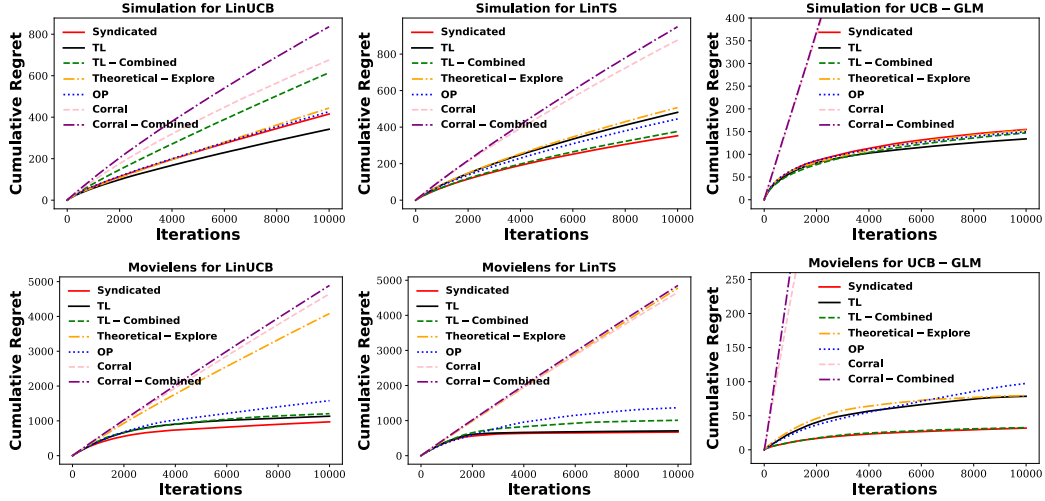 Simulation for LinUCB
Cumulative Regret
800
600
400
200
0
Syndicated
TL
TL-Combined
Theoretical-Explore
OP
Corral
Corral-Combined
0 2000 4000 6000 8000 10000
Iterations
Simulation for LinTS
Cumulative Regret
800
600
400
200
0
Syndicated
TL
TL-Combined
Theoretical-Explore
OP
Corral
Corral-Combined
0 2000 4000 6000 8000 10000
Iterations
Simulation for UCB-GLM
Cumulative Regret
400
350
300
250
200
150
100
50
0
Syndicated
TL
TL-Combined
Theoretical-Explore
OP
Corral
Corral-Combined
0 2000 4000 6000 8000 10000
Iterations
Movielens for LinUCB
Cumulative Regret
5000
4000
3000
2000
1000
0
Syndicated
TL
TL-Combined
Theoretical-Explore
OP
Corral
Corral-Combined
0 2000 4000 6000 8000 10000
Iterations
Movielens for LinTS
Cumulative Regret
5000
4000
3000
2000
1000
0
Syndicated
TL
TL-Combined
Theoretical-Explore
OP
Corral
Corral-Combined
0 2000 4000 6000 8000 10000
Iterations
Movielens for UCB-GLM
Cumulative Regret
250
200
150
100
50
0
Syndicated
TL
TL-Combined
Theoretical-Explore
OP
Corral
Corral-Combined
0 2000 4000 6000 8000 10000
Iterations